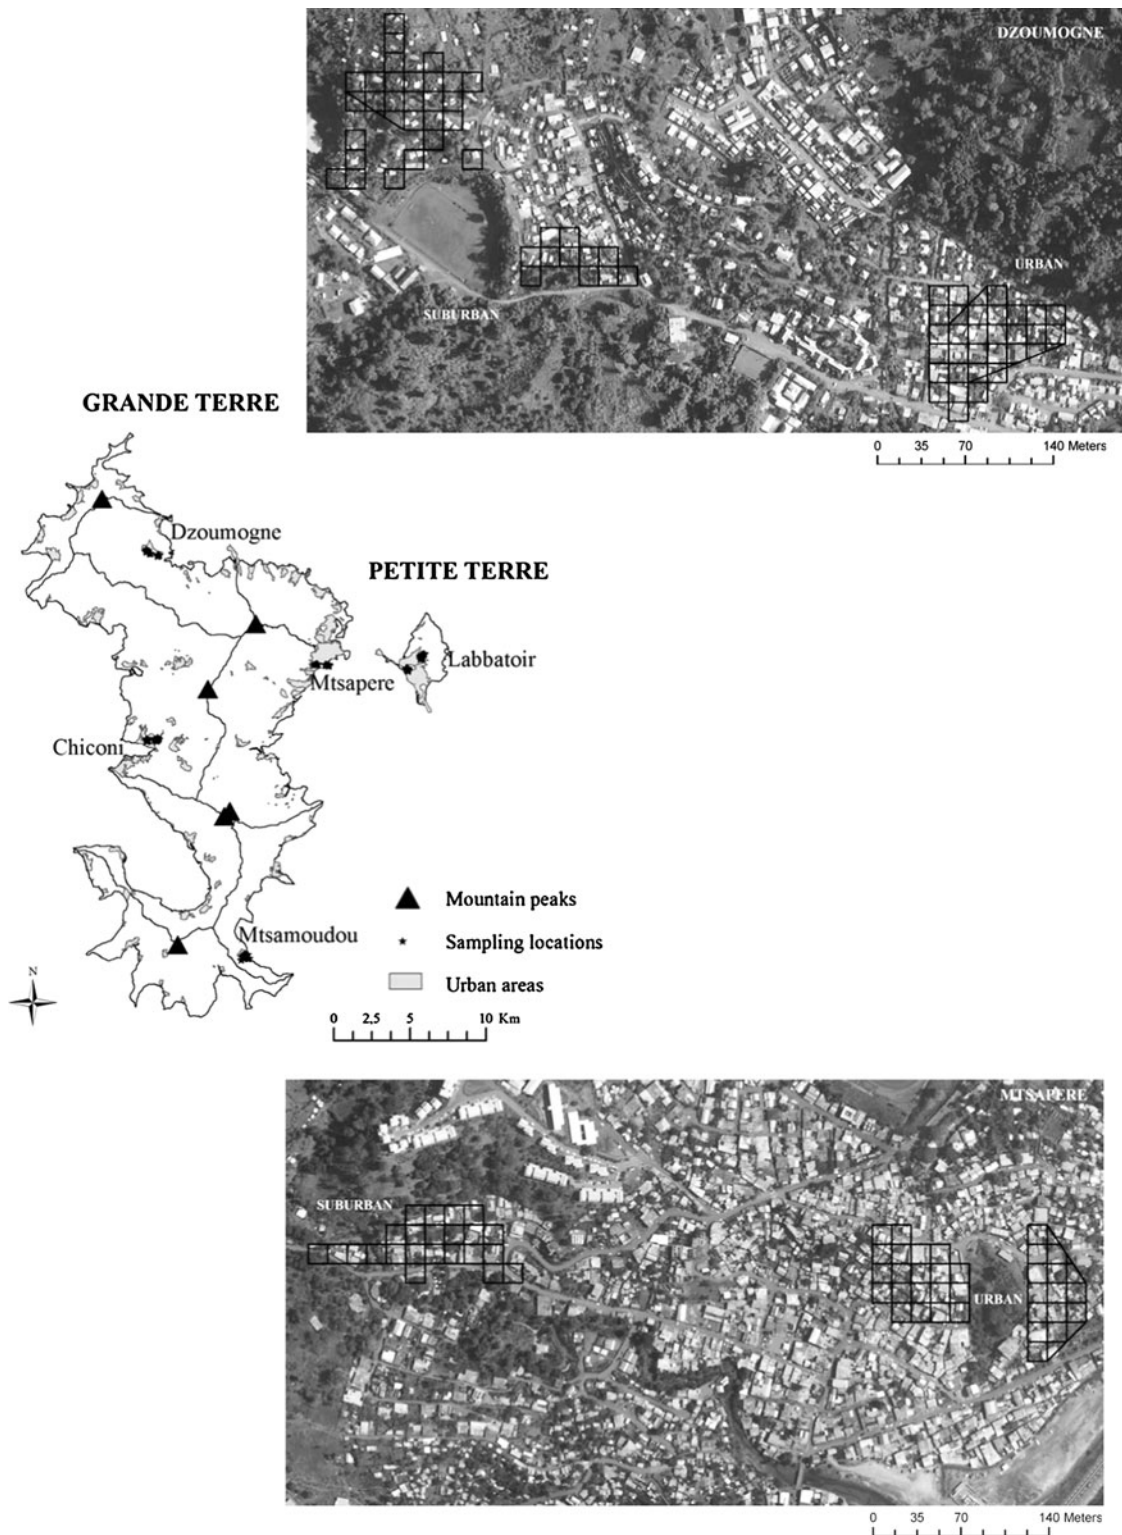 DZOUMOGNE
URBAN
SUBURBAN
0 35 70 140 Meters
GRANDE TERRE
Dzoumogne
PETITE TERRE
Labbatoir
Mtsapere
Chiconi
Mountain peaks
Mtsamoudou
Sampling locations
N
Urban areas
0 2,5 5 10 Km
MTSAPERE
SUBURBAN
URBAN
0 35 70 140 Meters